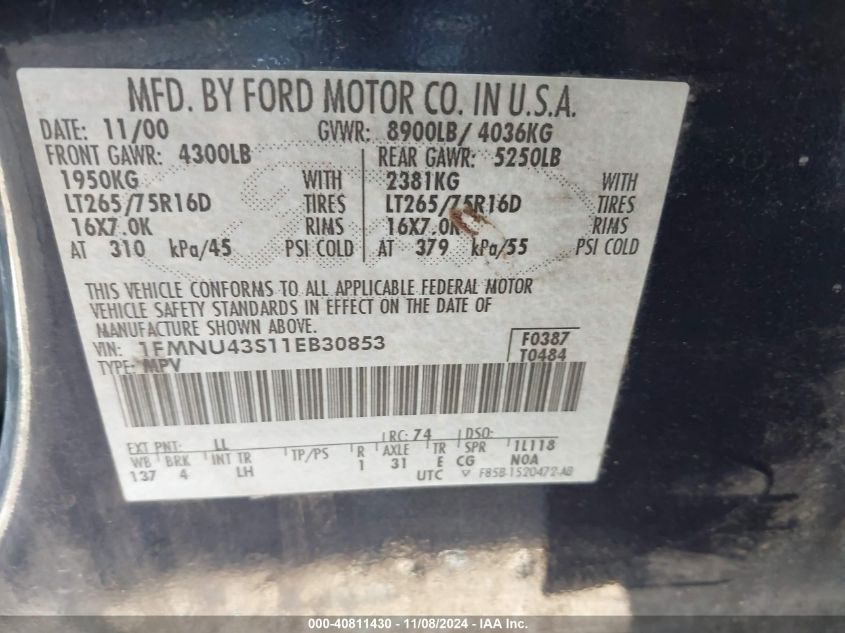 MFD. BY FORD MOTOR CO. IN U.S.A.
DATE: 11/00 GVWR: 8900LB/ 4036KG
FRONT GAWR: 4300LB REAR GAWR: 5250LB
1950KG WITH 2381KG WITH
LT265/75R16D TIRES LT265/75R16D TIRES
16X7.0K RIMS 16X7.0K RIMS
AT 310 kPa/45 PSI COLD AT 379 kPa/55 PSI COLD
THIS VEHICLE CONFORMS TO ALL APPLICABLE FEDERAL MOTOR
VEHICLE SAFETY STANDARDS IN EFFECT ON THE DATE OF
MANUFACTURE SHOWN ABOVE.
VIN: 1FMNU43S11EB30853 F0387
TYPE: MPV T0484
EXT PNT: LL RC: 74 DSO:
WB BRK INT TR TP/PS R AXLE TR SPR 1L118
137 4 LH 1 31 E CG NOA
UTC F85B-1520472-AB
000-40811430 - 11/08/2024 - IAA Inc.